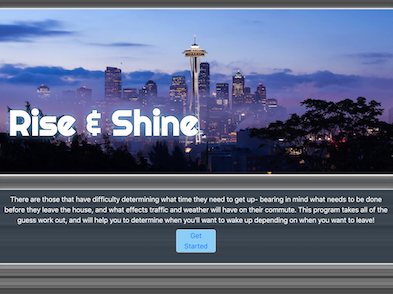 Rise & Shine
There are those that have difficulty determining what time they need to get up- bearing in mind what needs to be done
before they leave the house, and what effects traffic and weather will have on their commute. This program takes all of the
guess work out, and will help you to determine when you'll want to wake up depending on when you want to leave!
Get
Started